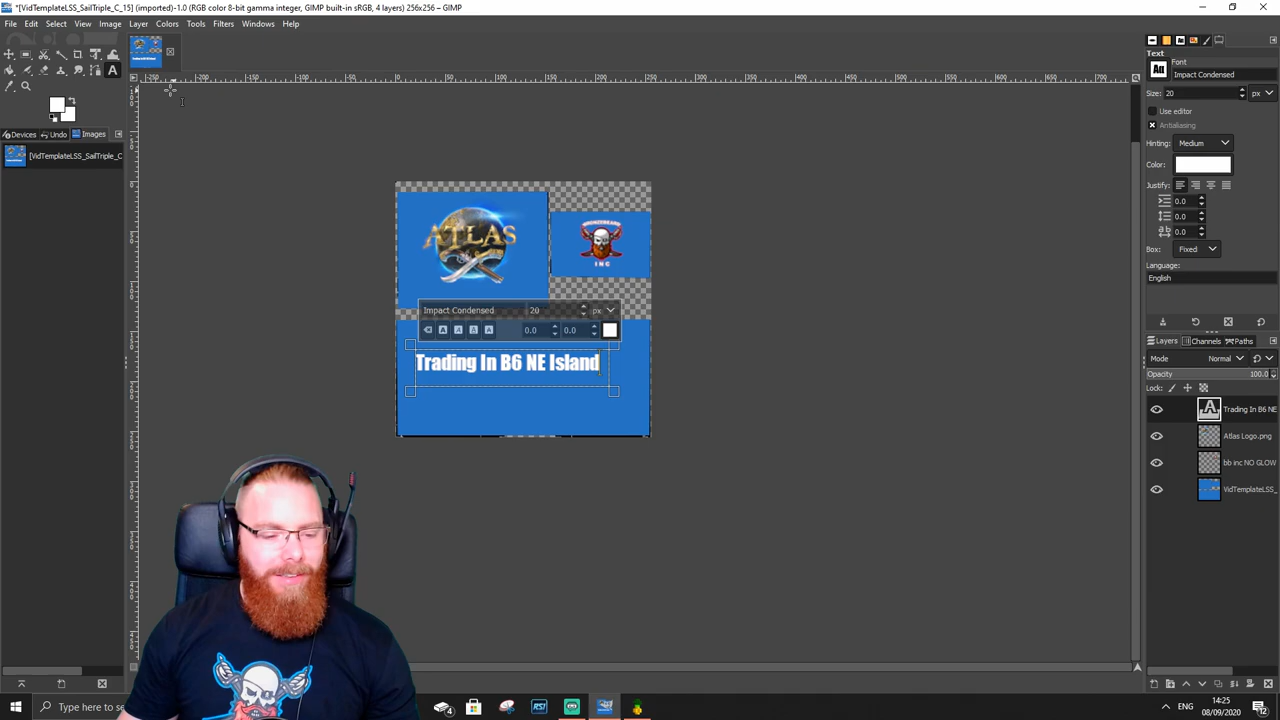 *[VidTemplateLSS_SailTriple_C_15] (imported)-1.0 (RGB color 8-bit gamma integer, GIMP built-in sRGB, 4 layers) 256x256 – GIMP
File Edit Select View Image Layer Colors Tools Filters Windows Help
Devices Undo Images
[VidTemplateLSS_SailTriple_C
ATLAS
INC
Impact Condensed 20 px
0.0 0.0
Trading In B6 NE Island
Text
Font
Impact Condensed
Size: 20 px
Use editor
Antialiasing
Hinting: Medium
Color:
Justify:
0.0
0.0
0.0
Box: Fixed
Language:
English
Layers Channels Paths
Mode Normal
Opacity 100.0
Lock:
Trading In B6 NE
Atlas Logo.png
bb inc NO GLOW
VidTemplateLSS_
Type here to se
RSI
14:25
08/09/2020